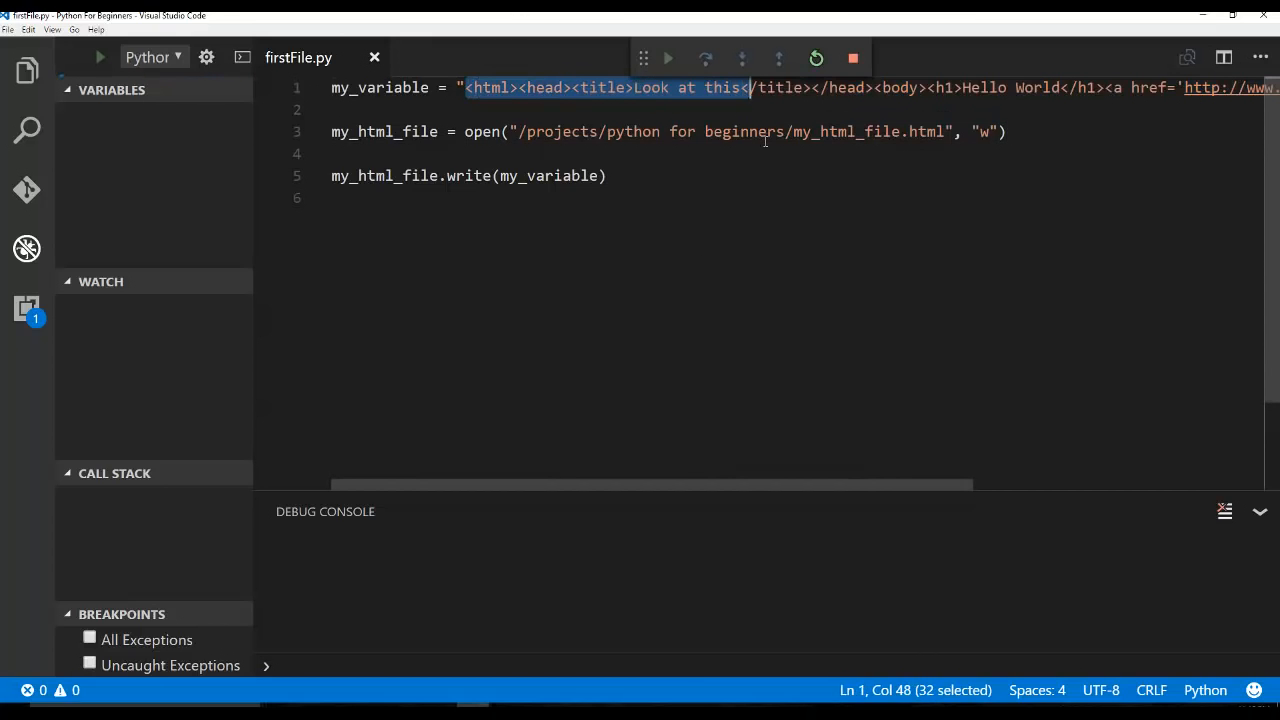 firstFile.py - Python For Beginners - Visual Studio Code
File Edit View Go Help
Python
firstFile.py
VARIABLES
1 my_variable = "<html><head><title>Look at this</title></head><body><h1>Hello World</h1><a href='http://www.
2
3 my_html_file = open("/projects/python for beginners/my_html_file.html", "w")
4
5 my_html_file.write(my_variable)
6
WATCH
CALL STACK
1
DEBUG CONSOLE
BREAKPOINTS
All Exceptions
Uncaught Exceptions
0 0 Ln 1, Col 48 (32 selected) Spaces: 4 UTF-8 CRLF Python